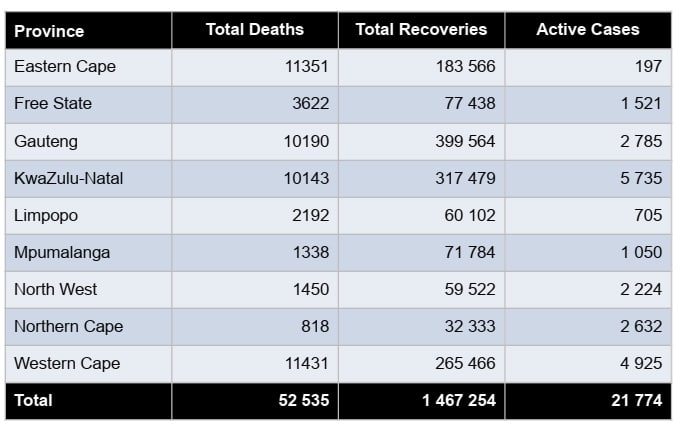 Province Total Deaths Total Recoveries Active Cases
Eastern Cape 11351 183 566 197
Free State 3622 77 438 1 521
Gauteng 10190 399 564 2 785
KwaZulu-Natal 10143 317 479 5 735
Limpopo 2192 60 102 705
Mpumalanga 1338 71 784 1 050
North West 1450 59 522 2 224
Northern Cape 818 32 333 2 632
Western Cape 11431 265 466 4 925
Total 52 535 1 467 254 21 774